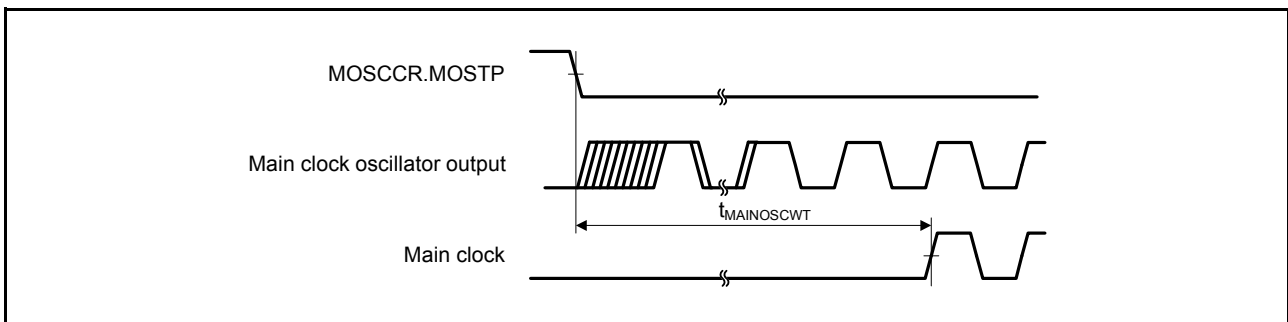 MOSCCR.MOSTP
Main clock oscillator output
tMAINOSCWT
Main clock